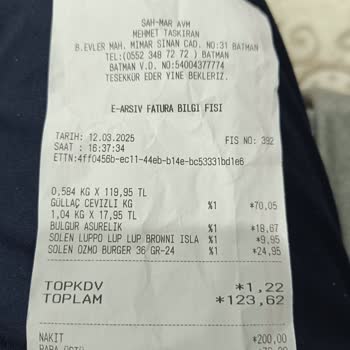 ŞAH-MAR AVM
MEHMET TAŞKIRAN
B.EVLER MAH. MİMAR SİNAN CAD. NO:31 BATMAN
TEL:(0552 348 72 72 ) BATMAN
BATMAN V.D. NO:54004377774
TEŞEKKÜR EDER YİNE BEKLERİZ.
E-ARŞİV FATURA BİLGİ FİŞİ
TARİH: 12.03.2025
FİŞ NO: 392
SAAT : 16:37:34
ETTN:4ff0456b-ec11-44eb-b14e-bc53331bd1e6
0,584 KG X 119,95 TL
GÜLLAÇ CEVİZLİ KG %1 *70,05
1,04 KG X 17,95 TL
BULGUR AŞURELİK %1 *18,67
SOLEN LUPPO LUP LUP BROWNI ISLA %1 *9,95
SOLEN OZMO BURGER 36 GR-24 %1 *24,95
TOPKDV *1,22
TOPLAM *123,62
NAKİT *200,00
PARA ÜSTÜ